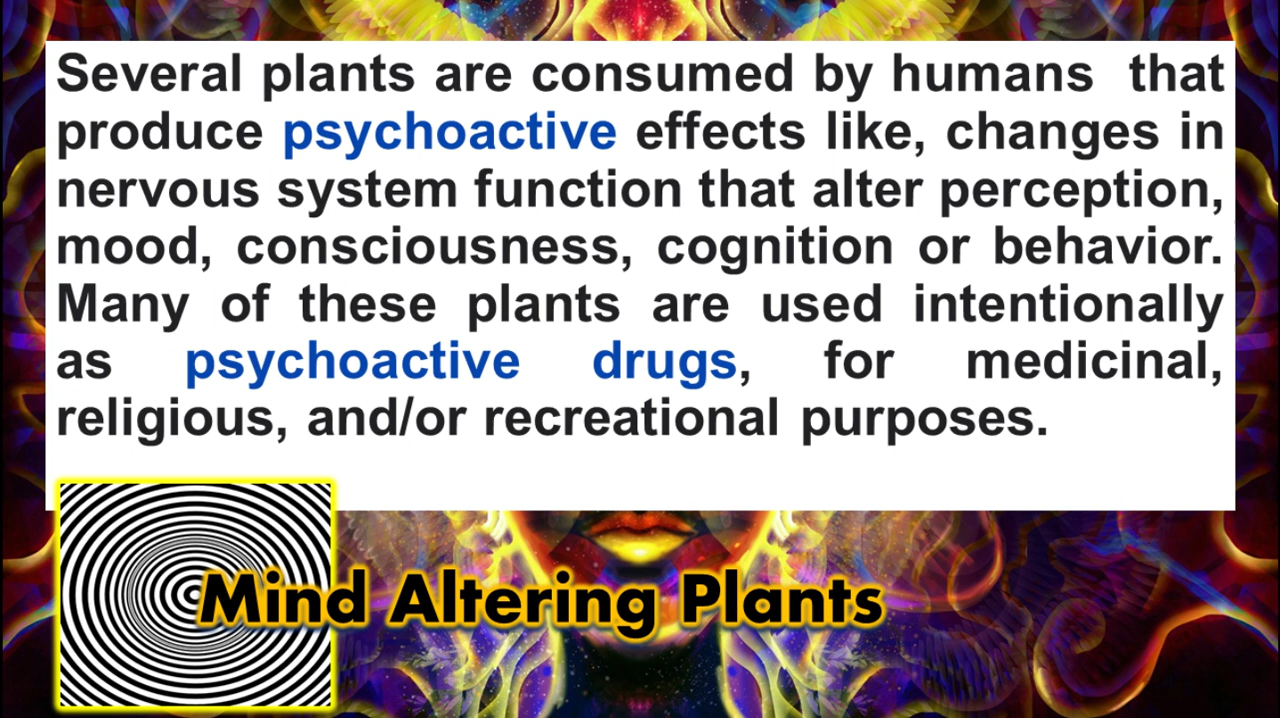 Several plants are consumed by humans that
produce psychoactive effects like, changes in
nervous system function that alter perception,
mood, consciousness, cognition or behavior.
Many of these plants are used intentionally
as psychoactive drugs, for medicinal,
religious, and/or recreational purposes.
Mind Altering Plants